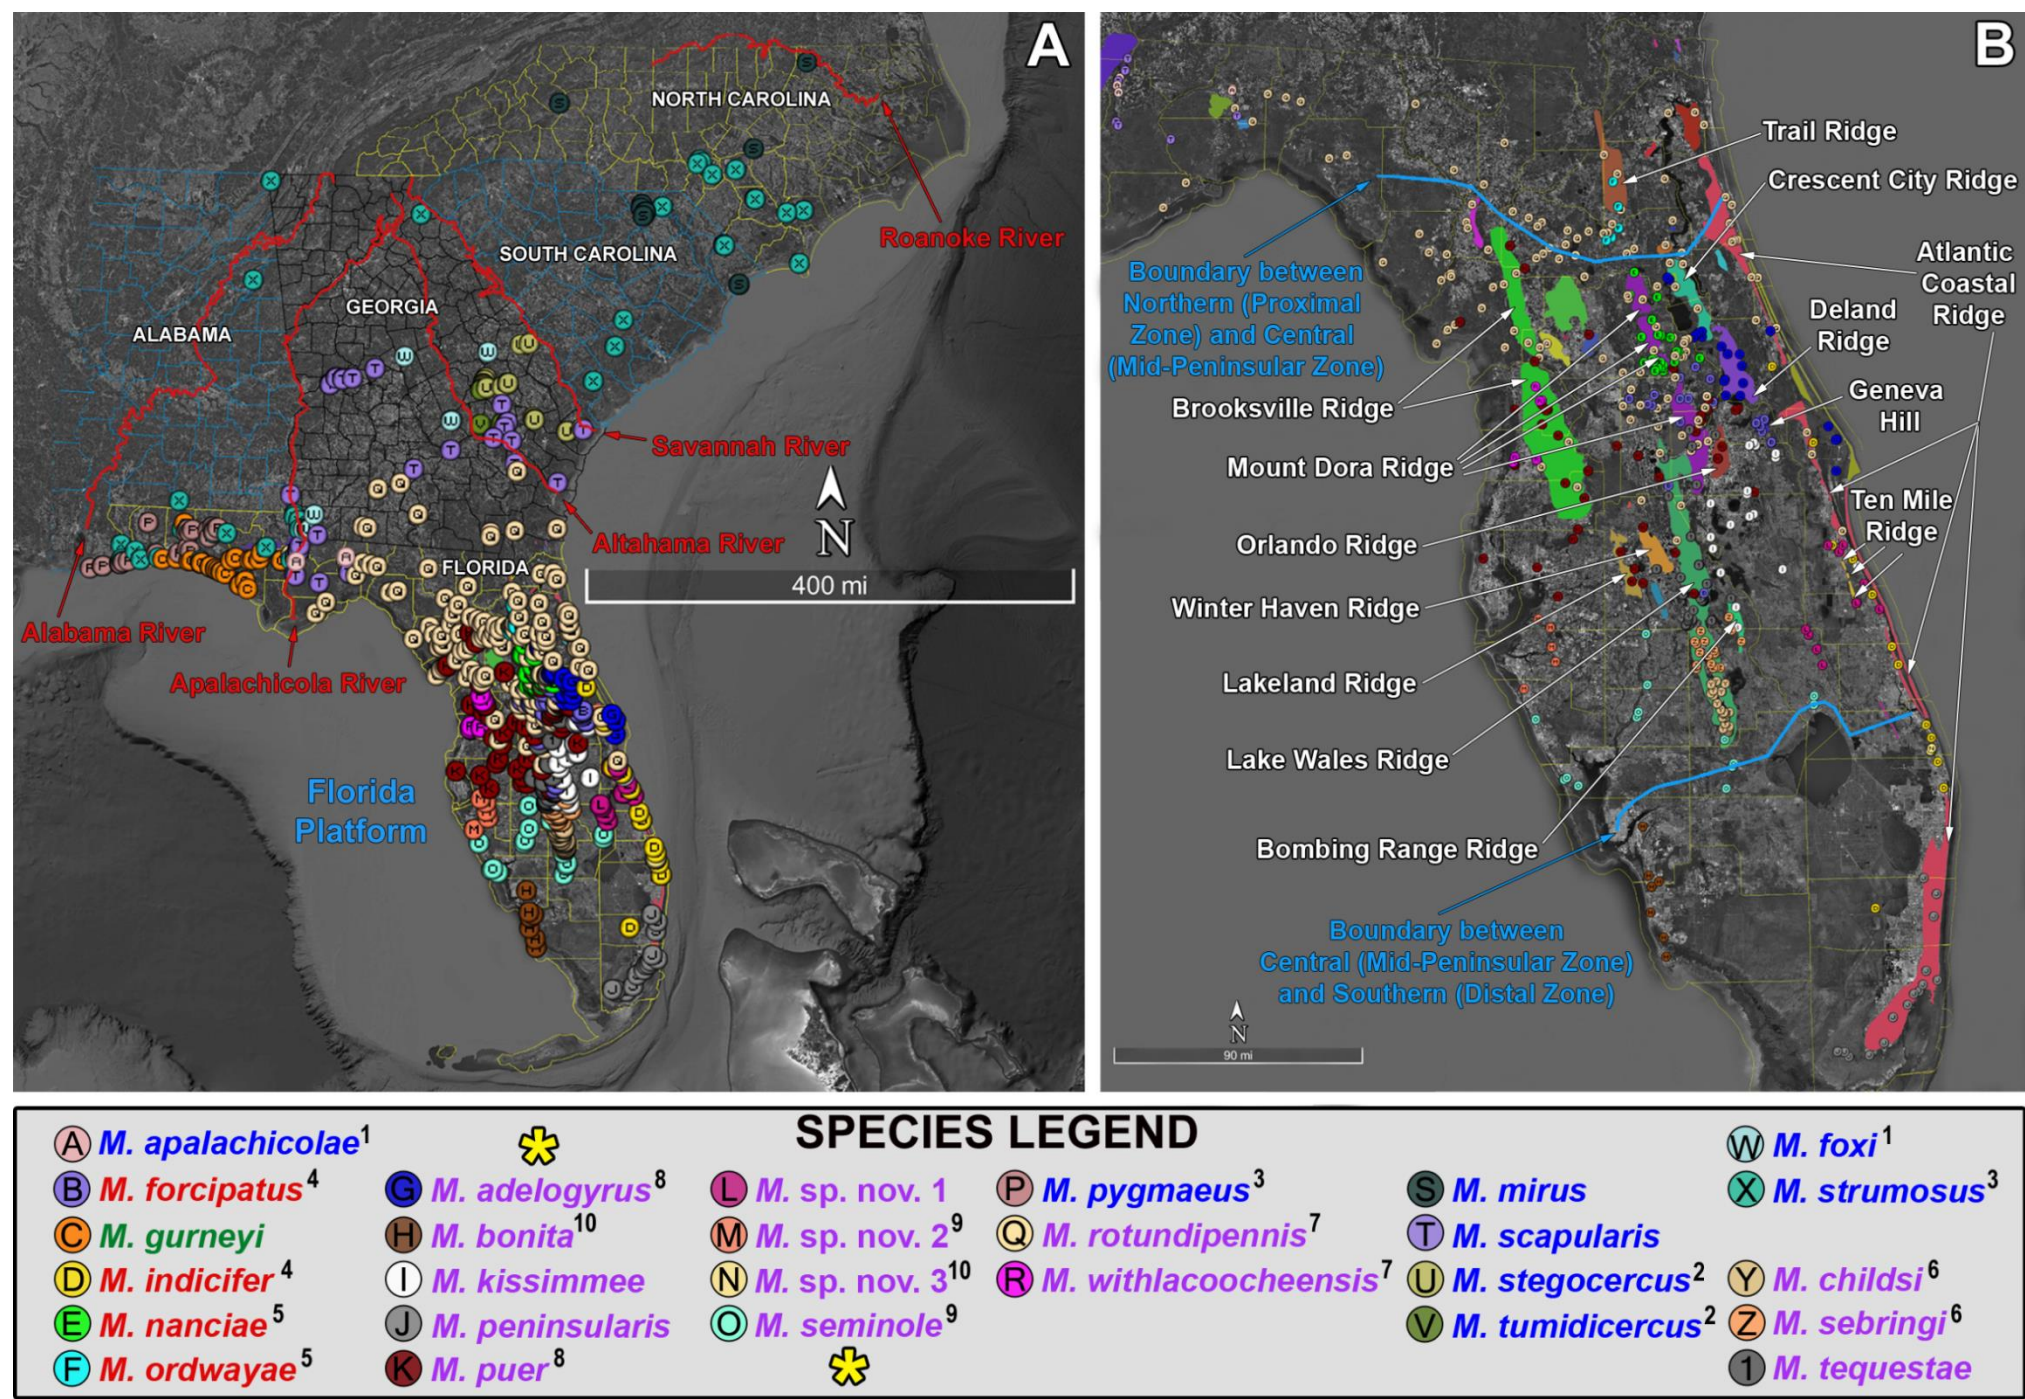 A
NORTH CAROLINA
Roanoke River
SOUTH CAROLINA
GEORGIA
ALABAMA
Savannah River
N
Altahama River
400 mi
FLORIDA
Alabama River
Apalachicola River
Florida
Platform
B
Trail Ridge
Crescent City Ridge
Atlantic
Coastal
Ridge
Boundary between
Northern (Proximal
Zone) and Central
(Mid-Peninsular Zone)
Deland
Ridge
Geneva
Hill
Brooksville Ridge
Mount Dora Ridge
Ten Mile
Ridge
Orlando Ridge
Winter Haven Ridge
Lakeland Ridge
Lake Wales Ridge
Bombing Range Ridge
Boundary between
Central (Mid-Peninsular Zone)
and Southern (Distal Zone)
N
90 mi
SPECIES LEGEND
A M. apalachicolae1
B M. forcipatus4
C M. gurneyi
D M. indicifer4
E M. nanciae5
F M. ordwayae5
*
G M. adelogyrus8
H M. bonita10
I M. kissimmee
J M. peninsularis
K M. puer8
L M. sp. nov. 1
M M. sp. nov. 29
N M. sp. nov. 310
O M. seminole9
*
P M. pygmaeus3
Q M. rotundipennis7
R M. withlacoocheensis7
S M. mirus
T M. scapularis
U M. stegocercus2
V M. tumidicercus2
W M. foxi1
X M. strumosus3
Y M. childsi6
Z M. sebringi6
1 M. tequestae